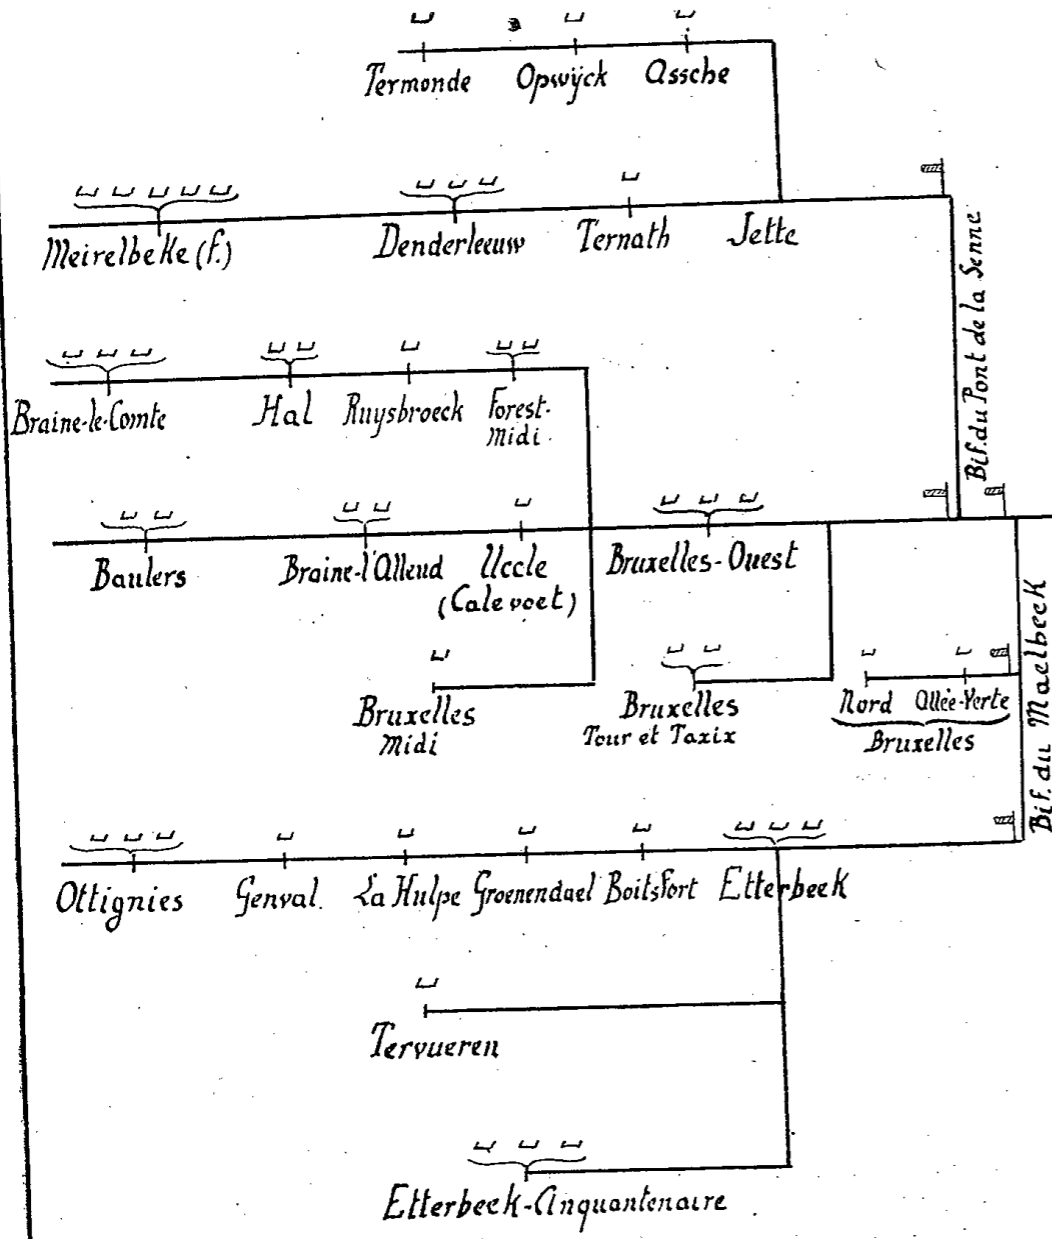 Termonde Opwijck Assche
Meirelbeke (f.) Denderleeuw Ternath Jette
Bif. du Pont de la Senne
Braine-le-Comte Hal Ruysbroeck Forest-
Midi
Baulers Braine-l'Alleud Uccle Bruxelles-Ouest
(Calevoet)
Bruxelles
Midi
Bruxelles
Tour et Taxix
Nord Allée-Verte
Bruxelles
Bif. du Maelbeek
Ottignies Genval. La Hulpe Groenendael Boitsfort Etterbeek
Tervueren
Etterbeek-Cinquantenaire